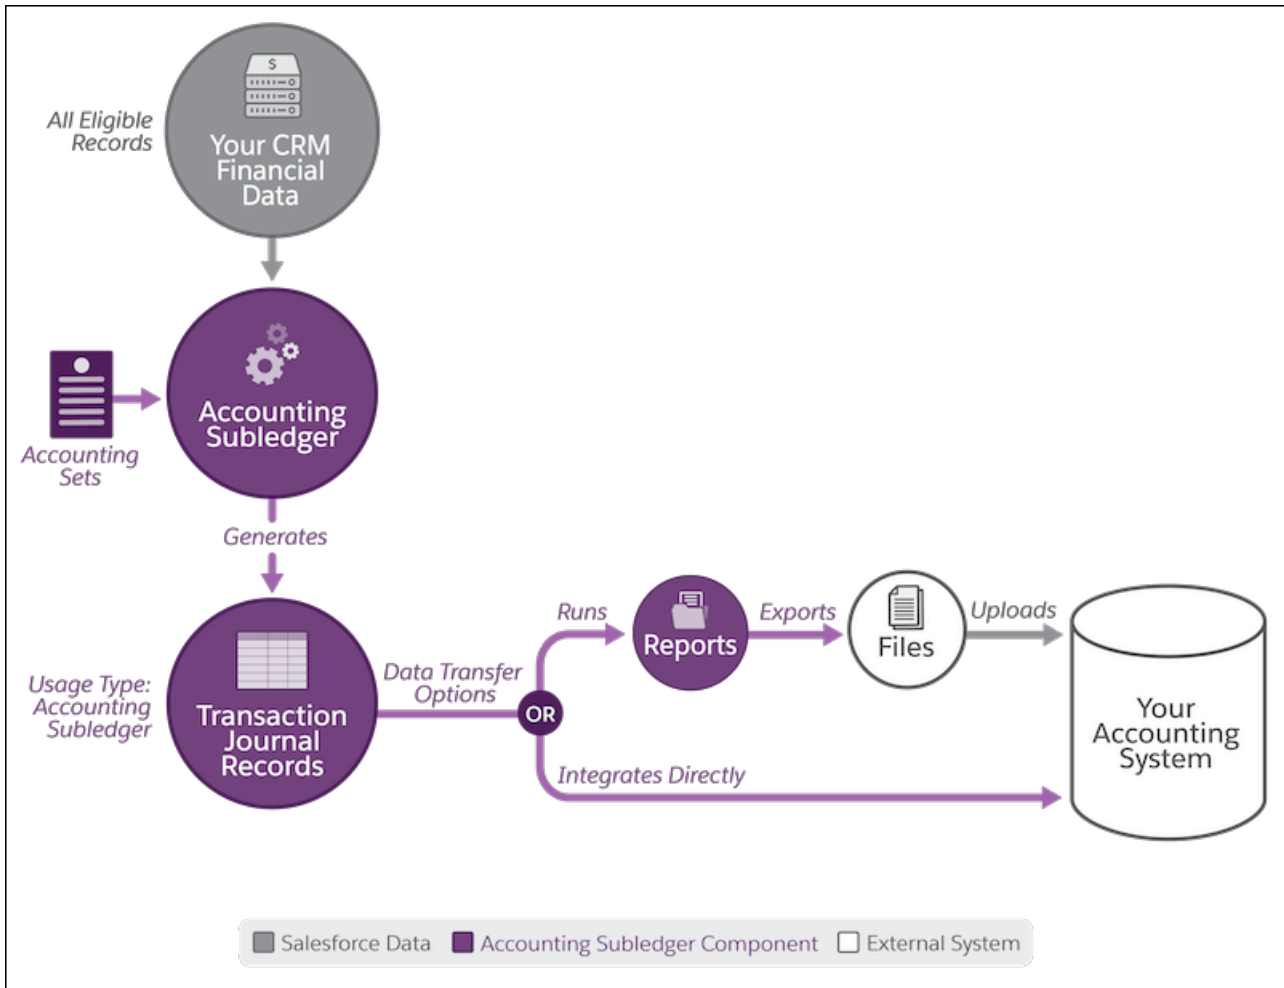 $
All Eligible
Records
Your CRM
Financial
Data
Accounting
Subledger
Accounting
Sets
Generates
Usage Type:
Accounting
Subledger
Transaction
Journal
Records
Data Transfer
Options
OR
Runs
Reports
Exports
Files
Uploads
Integrates Directly
Your
Accounting
System
Salesforce Data
Accounting Subledger Component
External System